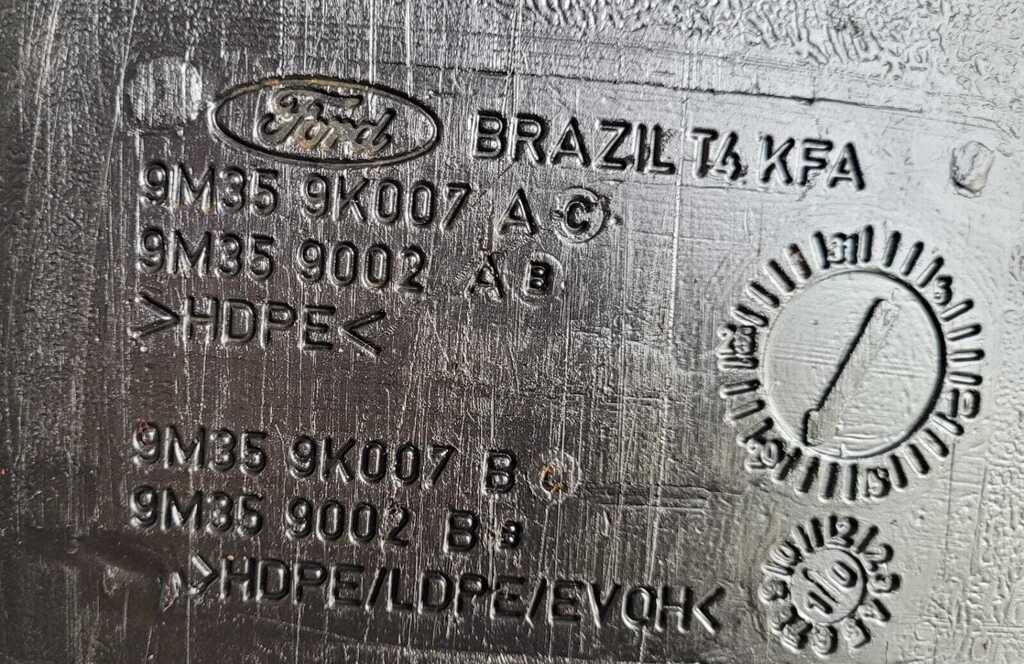 Ford BRAZIL T4 KFA
9M35 9K007 A C
9M35 9002 A B
>HDPE<
9M35 9K007 B C
9M35 9002 B B
>HDPE/LDPE/EVOH<